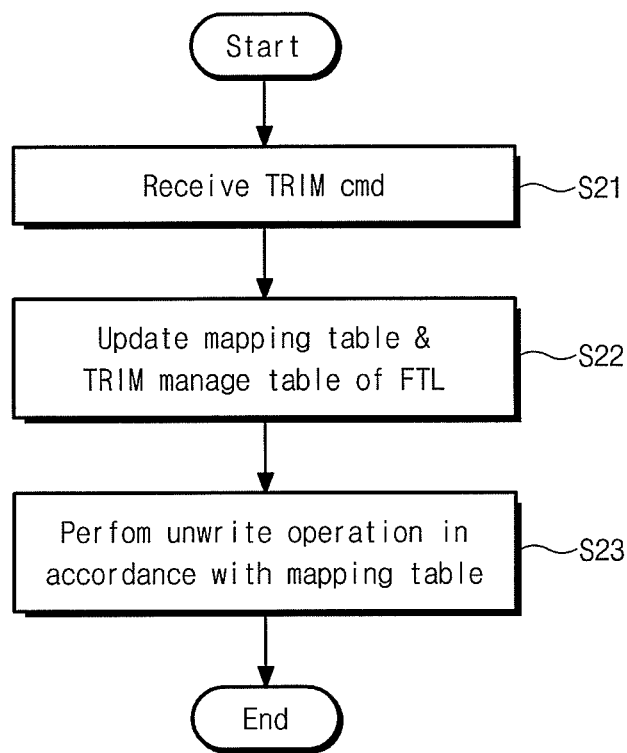 Start
Receive TRIM cmd
S21
Update mapping table &
TRIM manage table of FTL
S22
Perfom unwrite operation in
accordance with mapping table
S23
End